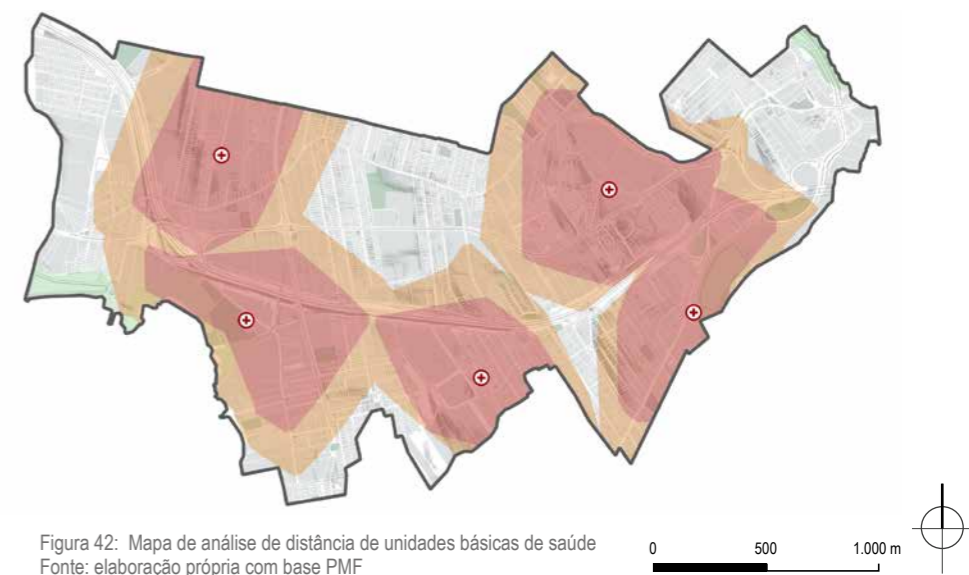 Figura 42: Mapa de análise de distância de unidades básicas de saúde
Fonte: elaboração própria com base PMF
0 500 1.000 m